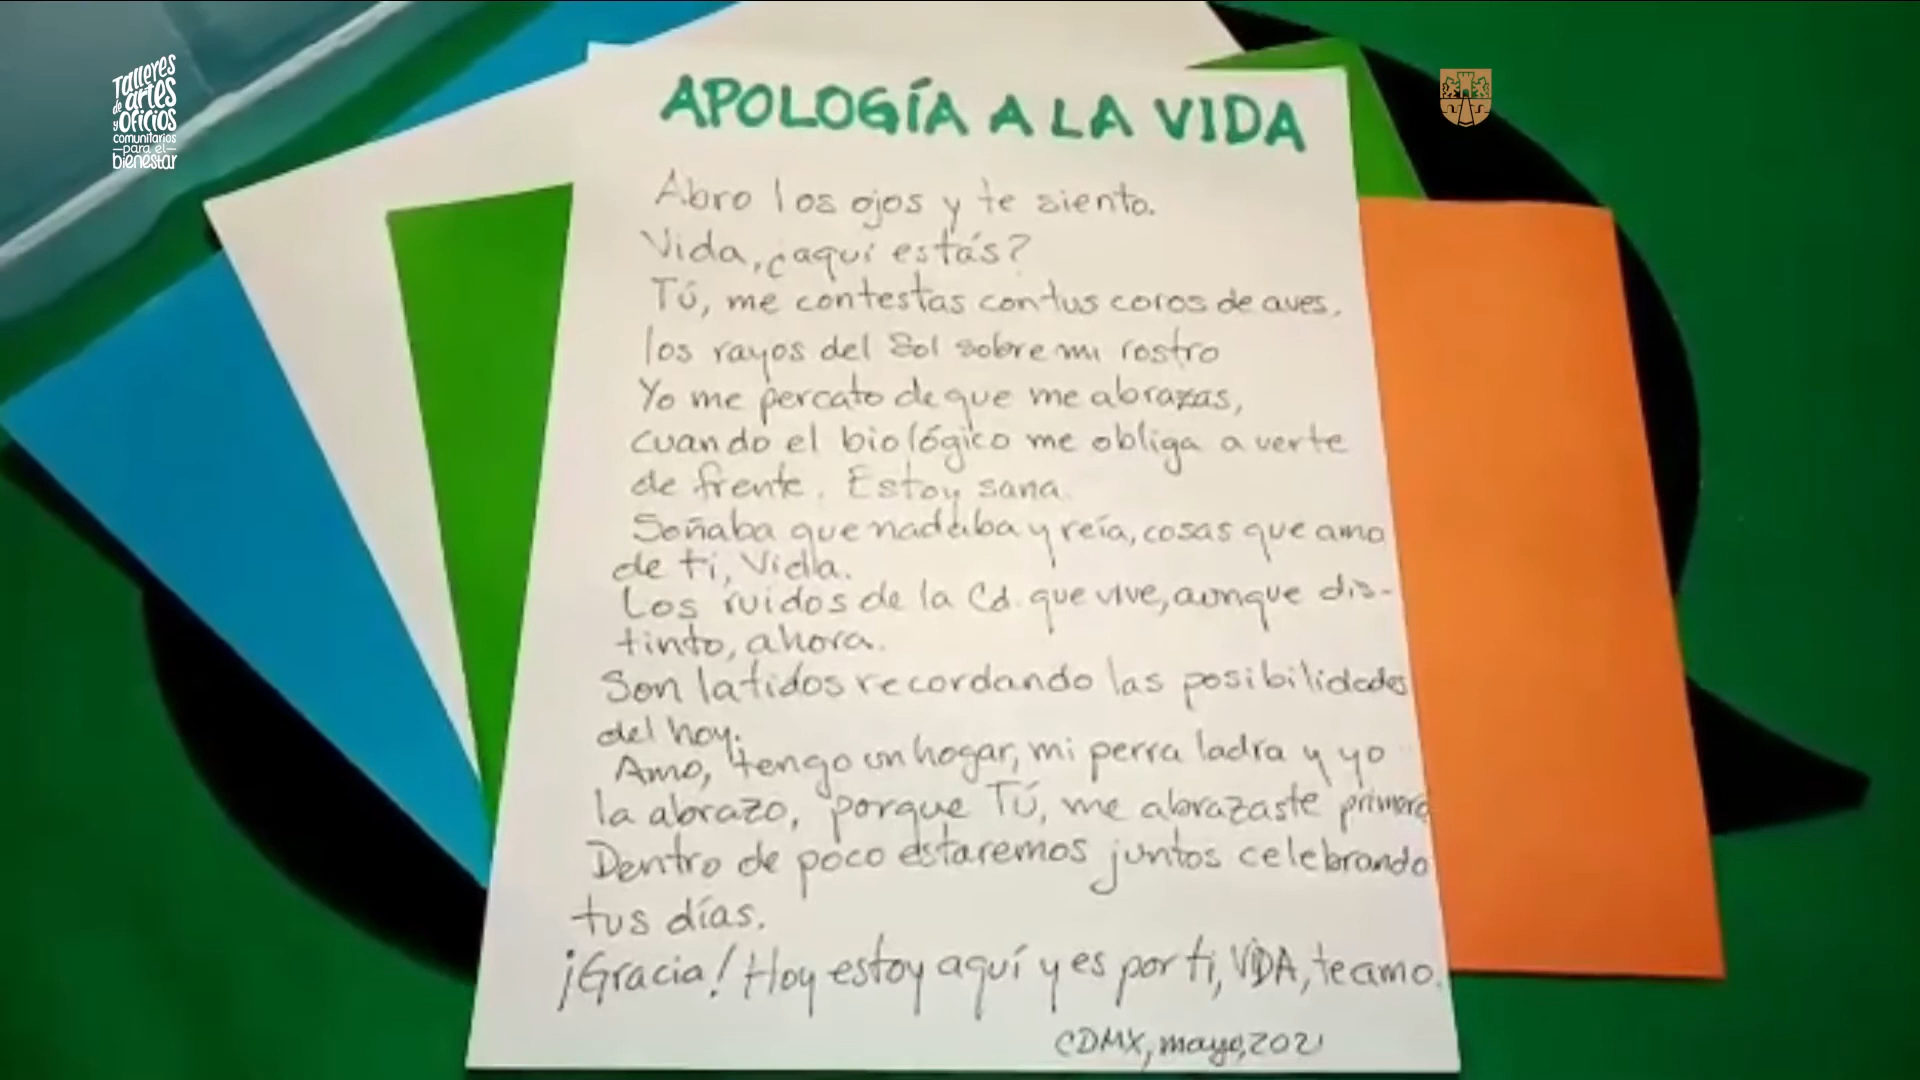 Talleres
de artes
y oficios
comunitarios
para el
bienestar
APOLOGÍA A LA VIDA
Abro los ojos y te siento.
Vida, ¿aquí estás?
Tú, me contestas con tus coros de aves,
los rayos del Sol sobre mi rostro
Yo me percato de que me abrazas,
cuando el biológico me obliga a verte
de frente. Estoy sana.
Soñaba que nadaba y reía, cosas que amo
de ti, Vida.
Los ruidos de la Cd. que vive, aunque dis-
tinto, ahora.
Son latidos recordando las posibilidades
del hoy.
Amo, tengo un hogar, mi perra ladra y yo
la abrazo, porque Tú, me abrazaste primero
Dentro de poco estaremos juntos celebrando
tus días.
¡Gracia! Hoy estoy aquí y es por ti, VIDA, te amo.
CDMX, mayo, 2021